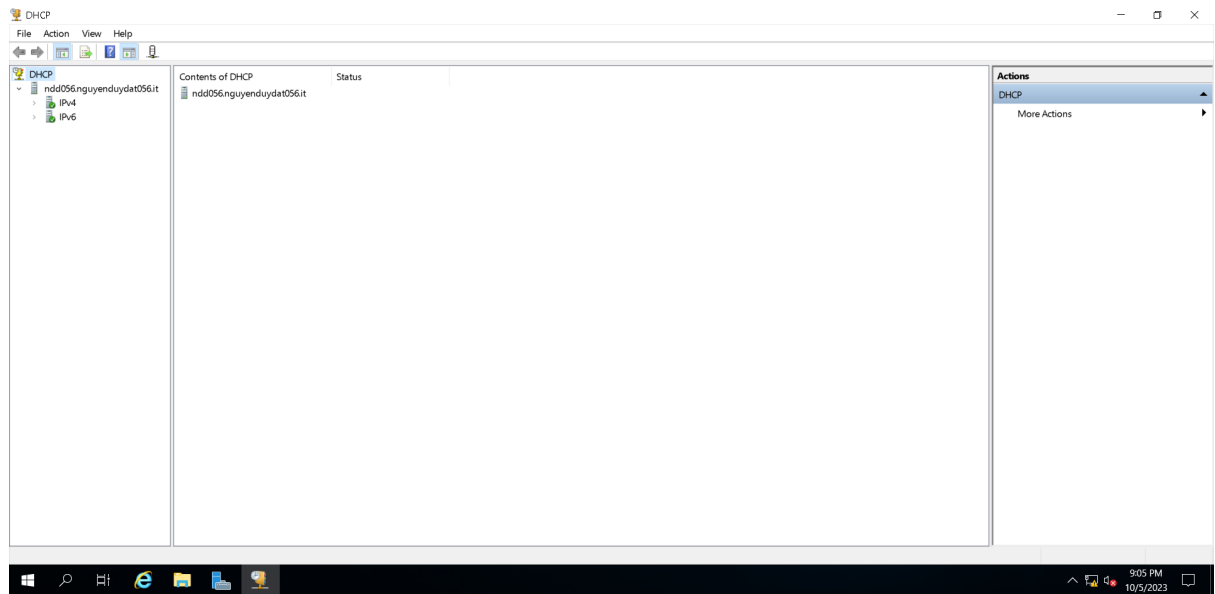 DHCP
File Action View Help
DHCP
ndd056.nguyenduydat056.it
IPv4
IPv6
Contents of DHCP Status
ndd056.nguyenduydat056.it
Actions
DHCP
More Actions
9:05 PM
10/5/2023